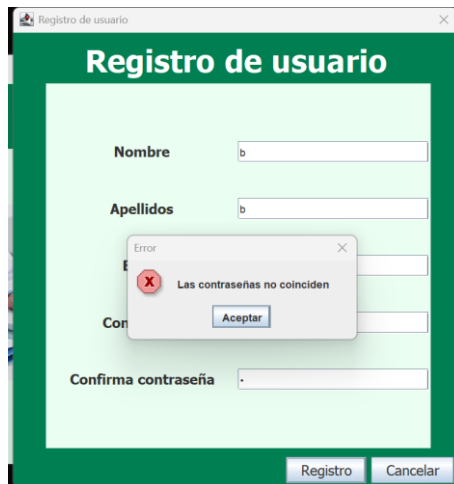 Registro de usuario
Registro de usuario
Nombre
b
Apellidos
b
Error
Las contraseñas no coinciden
Aceptar
Confirma contraseña
Registro
Cancelar